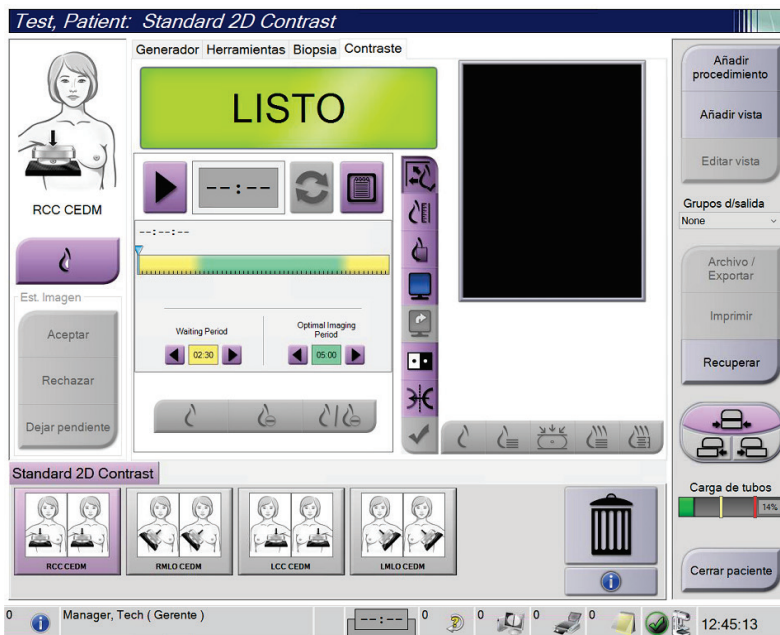 Test, Patient: Standard 2D Contrast
Generador Herramientas Biopsia Contraste
RCC CEDM
Est. Imagen
Aceptar
Rechazar
Dejar pendiente
LISTO
--:--
--:--:--
Waiting Period
02:30
Optimal Imaging
Period
05:00
Añadir
procedimiento
Añadir vista
Editar vista
Grupos d/salida
None
Archivo /
Exportar
Imprimir
Recuperar
Carga de tubos
14%
Cerrar paciente
Standard 2D Contrast
RCC CEDM
RMLO CEDM
LCC CEDM
LMLO CEDM
0 Manager, Tech ( Gerente ) --:-- 0 0 0 0 12:45:13